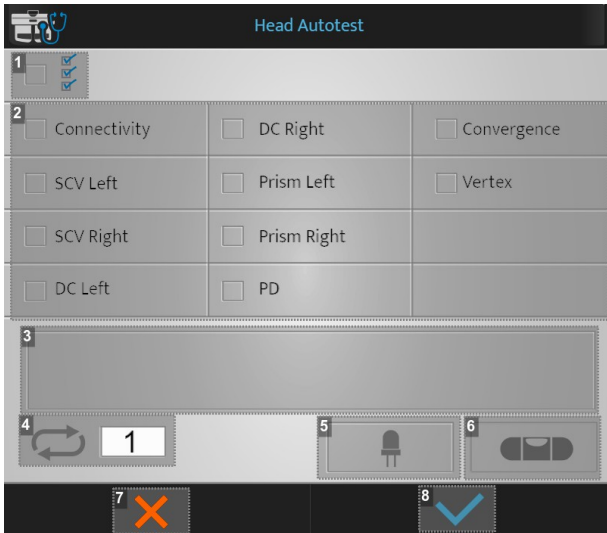 Head Autotest
1
2
Connectivity DC Right Convergence
SCV Left Prism Left Vertex
SCV Right Prism Right
DC Left PD
3
4 1 5 6
7 8